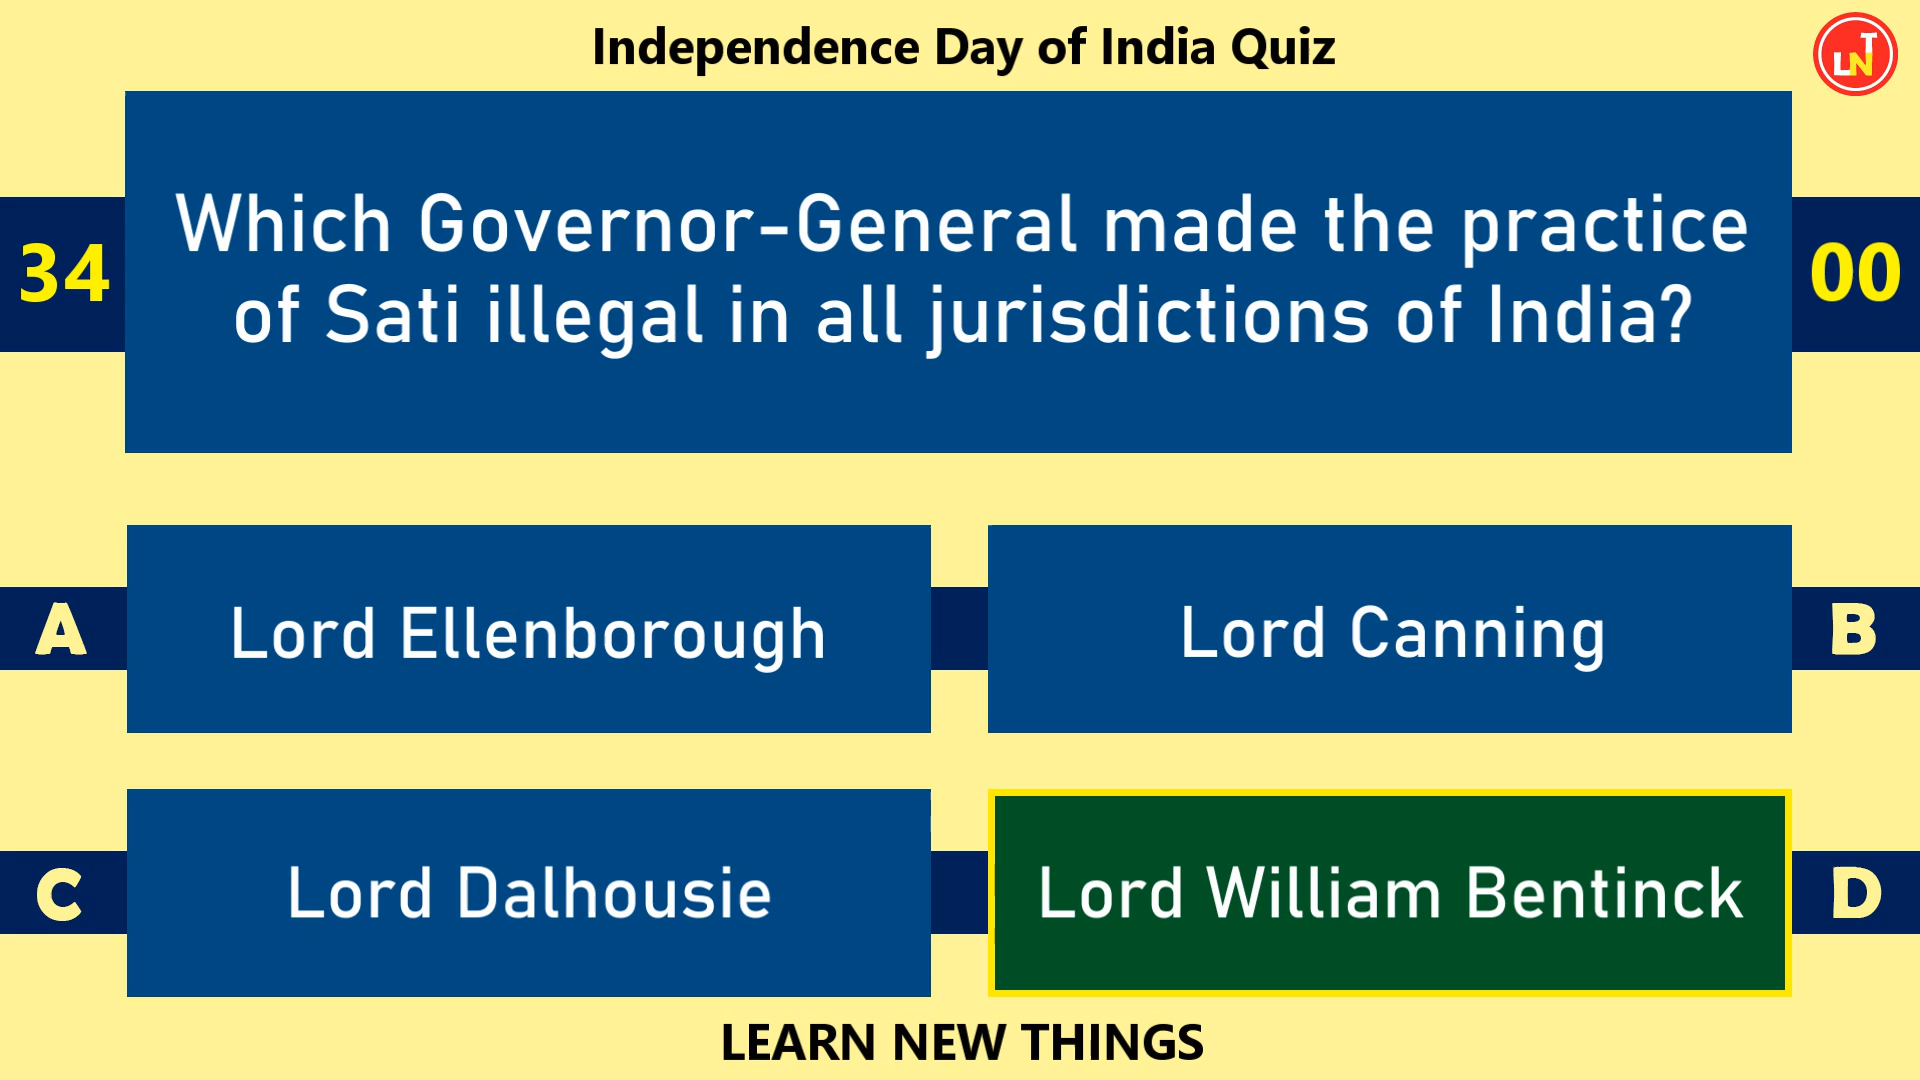 Independence Day of India Quiz
LNT
34
Which Governor-General made the practice
of Sati illegal in all jurisdictions of India?
00
A
Lord Ellenborough
Lord Canning
B
C
Lord Dalhousie
Lord William Bentinck
D
LEARN NEW THINGS